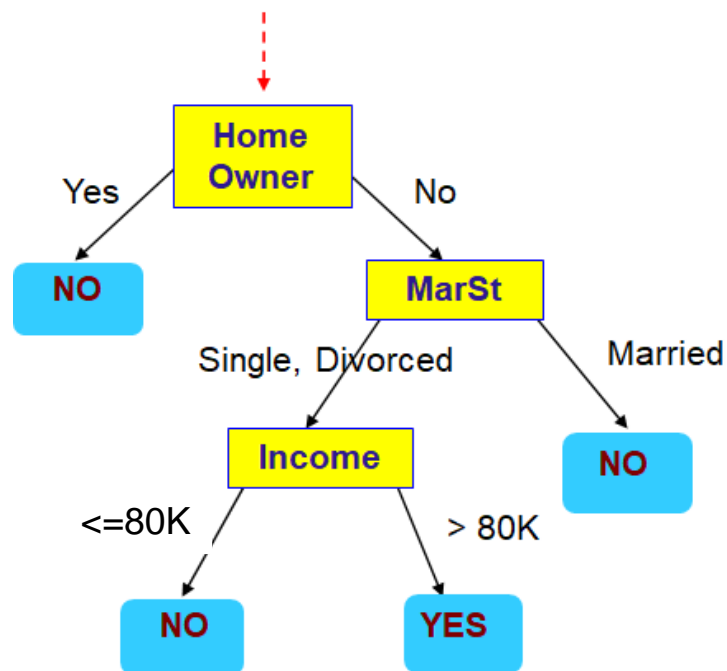 Home
Owner
Yes
No
NO
MarSt
Single, Divorced
Married
Income
NO
<=80K
> 80K
NO
YES